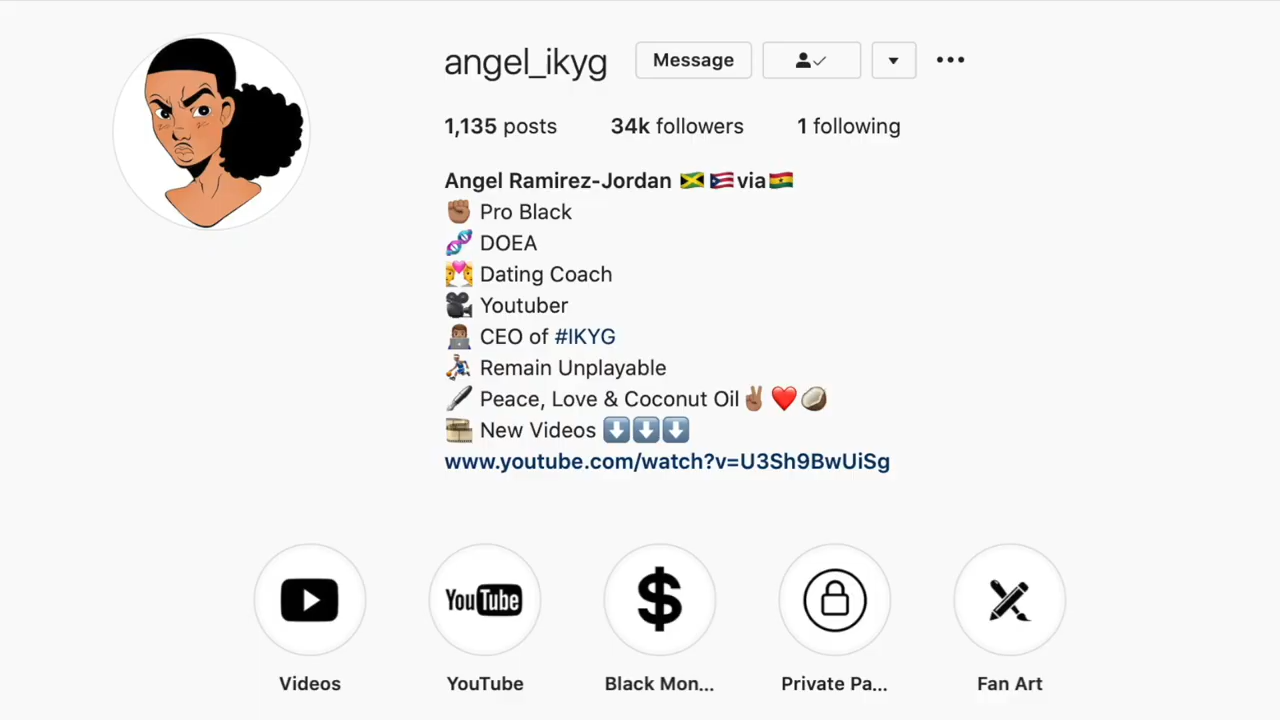 angel_ikyg Message
1,135 posts 34k followers 1 following
Angel Ramirez-Jordan 🇯🇲🇵🇷via🇬🇭
✊🏾 Pro Black
🧬 DOEA
💑 Dating Coach
🎥 Youtuber
👨🏾‍💻 CEO of #IKYG
⛹🏾‍♂️ Remain Unplayable
🖋 Peace, Love & Coconut Oil✌🏾❤️🥥
🎞 New Videos ⬇️⬇️⬇️
www.youtube.com/watch?v=U3Sh9BwUiSg
YouTube $
Videos YouTube Black Mon... Private Pa... Fan Art